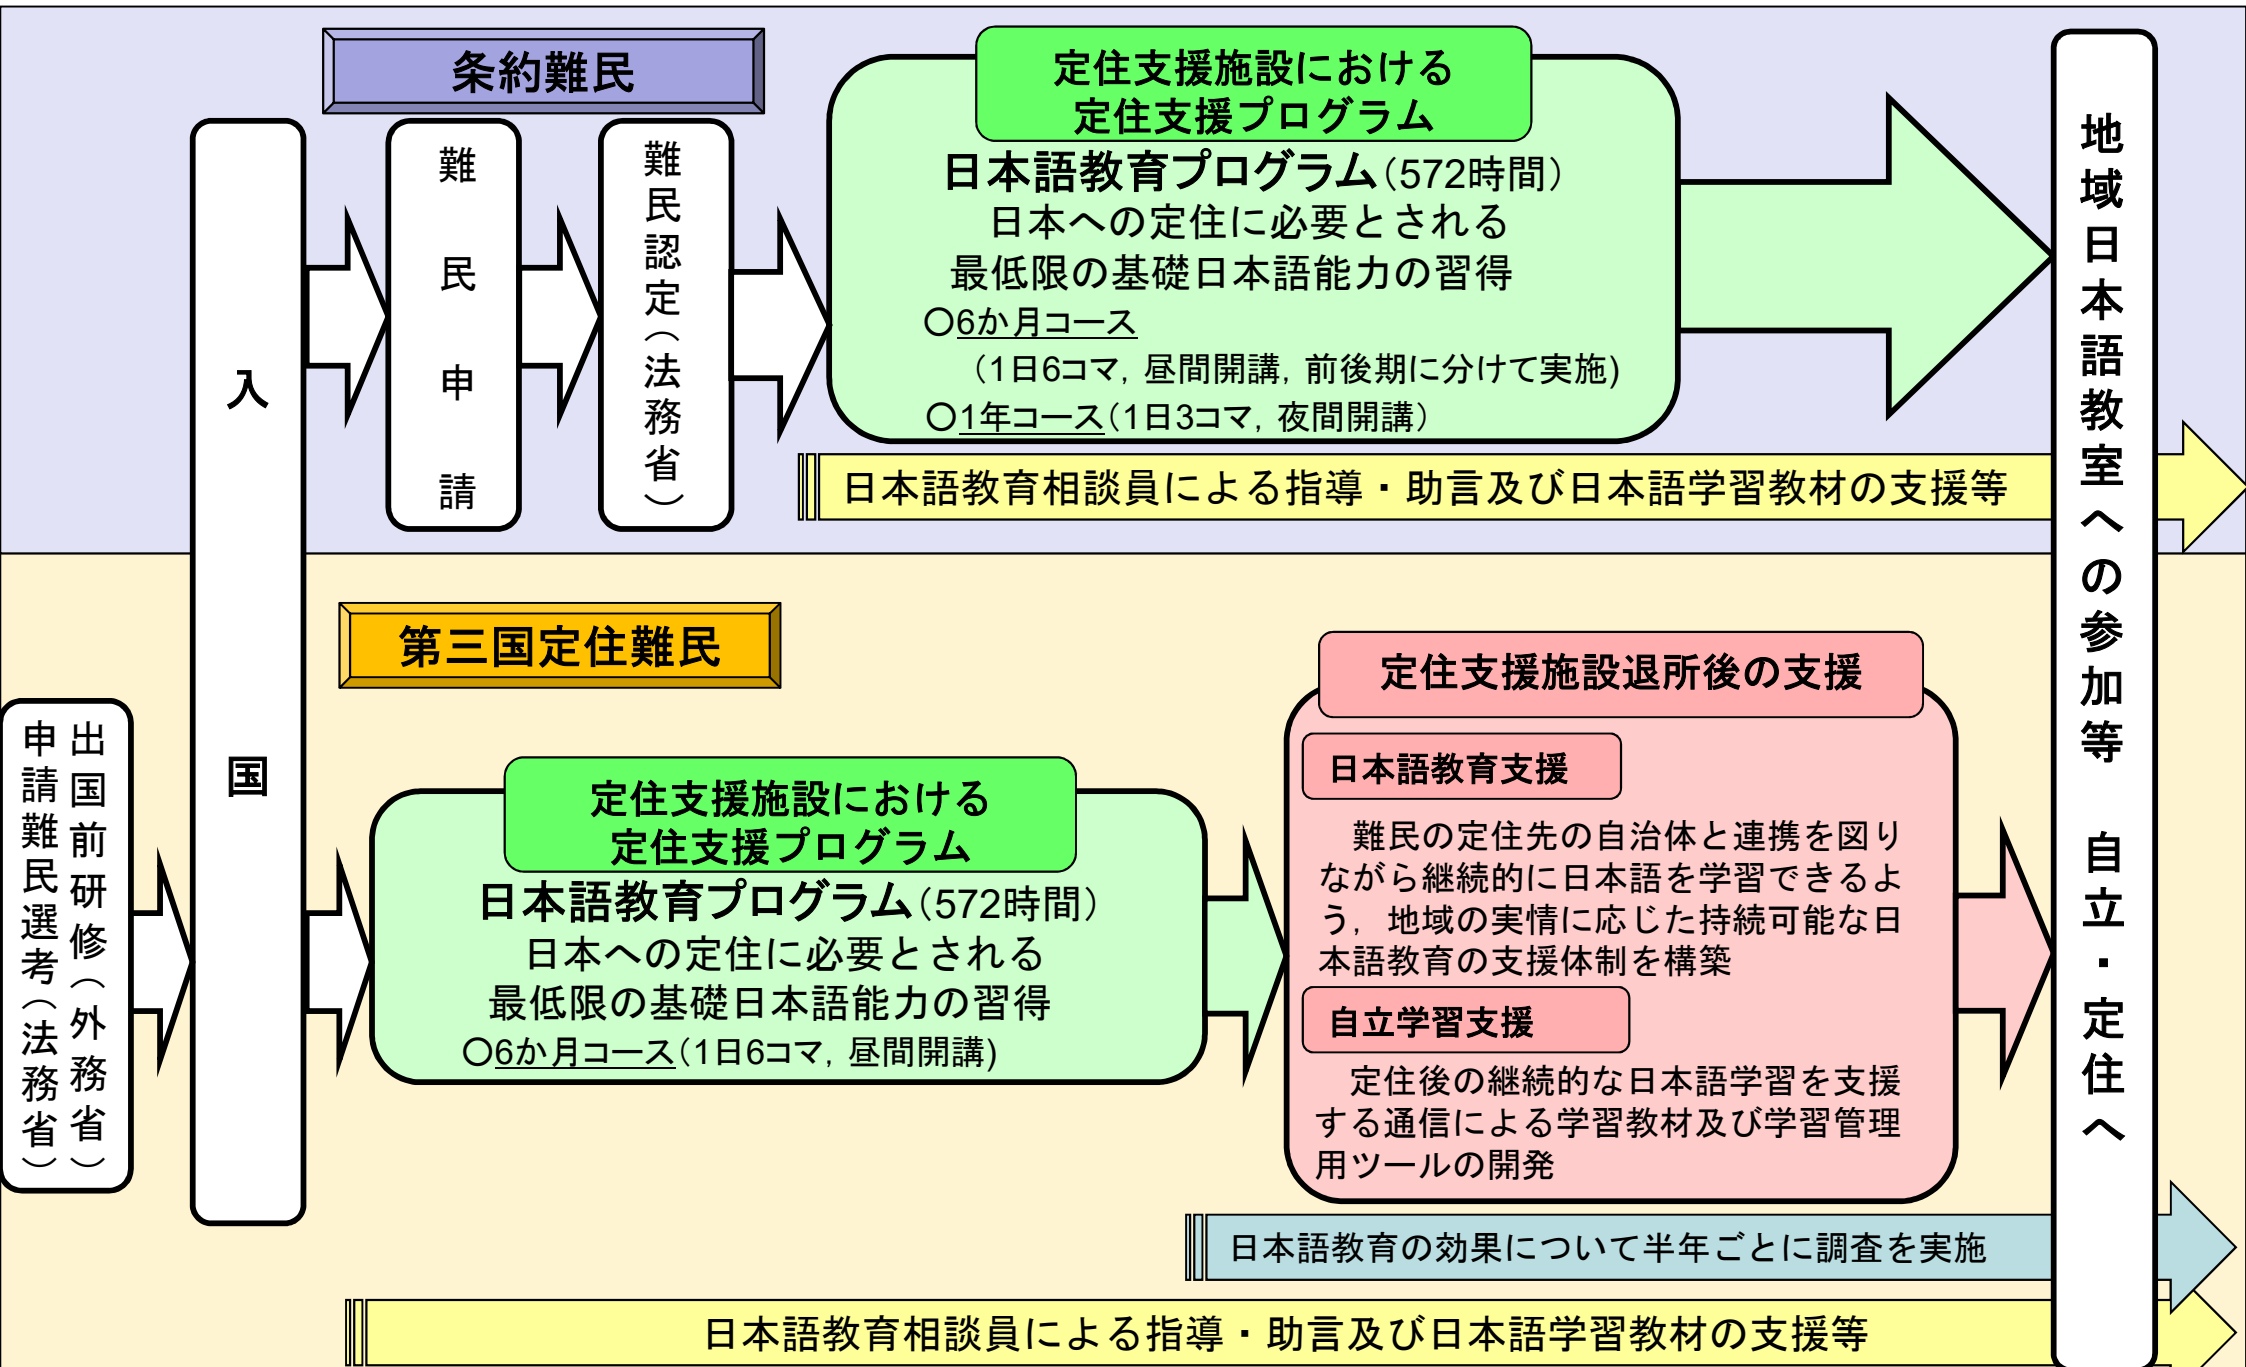 条約難民
入国
難民申請
難民認定（法務省）
定住支援施設における
定住支援プログラム
日本語教育プログラム（572時間）
日本への定住に必要とされる
最低限の基礎日本語能力の習得
○6か月コース
（1日6コマ，昼間開講，前後期に分けて実施)
○1年コース（1日3コマ，夜間開講）
日本語教育相談員による指導・助言及び日本語学習教材の支援等
地域日本語教室への参加等　自立・定住へ
第三国定住難民
出国前研修（外務省）
申請難民選考（法務省）
定住支援施設における
定住支援プログラム
日本語教育プログラム（572時間）
日本への定住に必要とされる
最低限の基礎日本語能力の習得
○6か月コース（1日6コマ，昼間開講)
定住支援施設退所後の支援
日本語教育支援
難民の定住先の自治体と連携を図り
ながら継続的に日本語を学習できるよ
う，地域の実情に応じた持続可能な日
本語教育の支援体制を構築
自立学習支援
定住後の継続的な日本語学習を支援
する通信による学習教材及び学習管理
用ツールの開発
日本語教育の効果について半年ごとに調査を実施
日本語教育相談員による指導・助言及び日本語学習教材の支援等